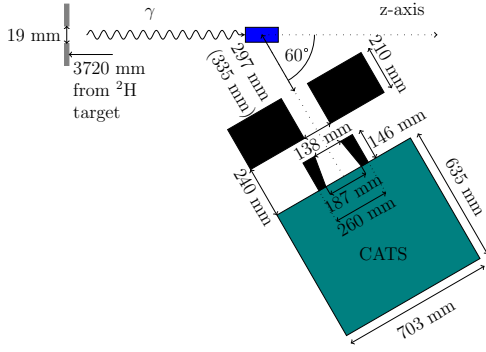 γ
z-axis
19 mm
3720 mm
from ²H
target
60°
297 mm
(335 mm)
210 mm
138 mm
146 mm
240 mm
187 mm
260 mm
635 mm
CATS
703 mm